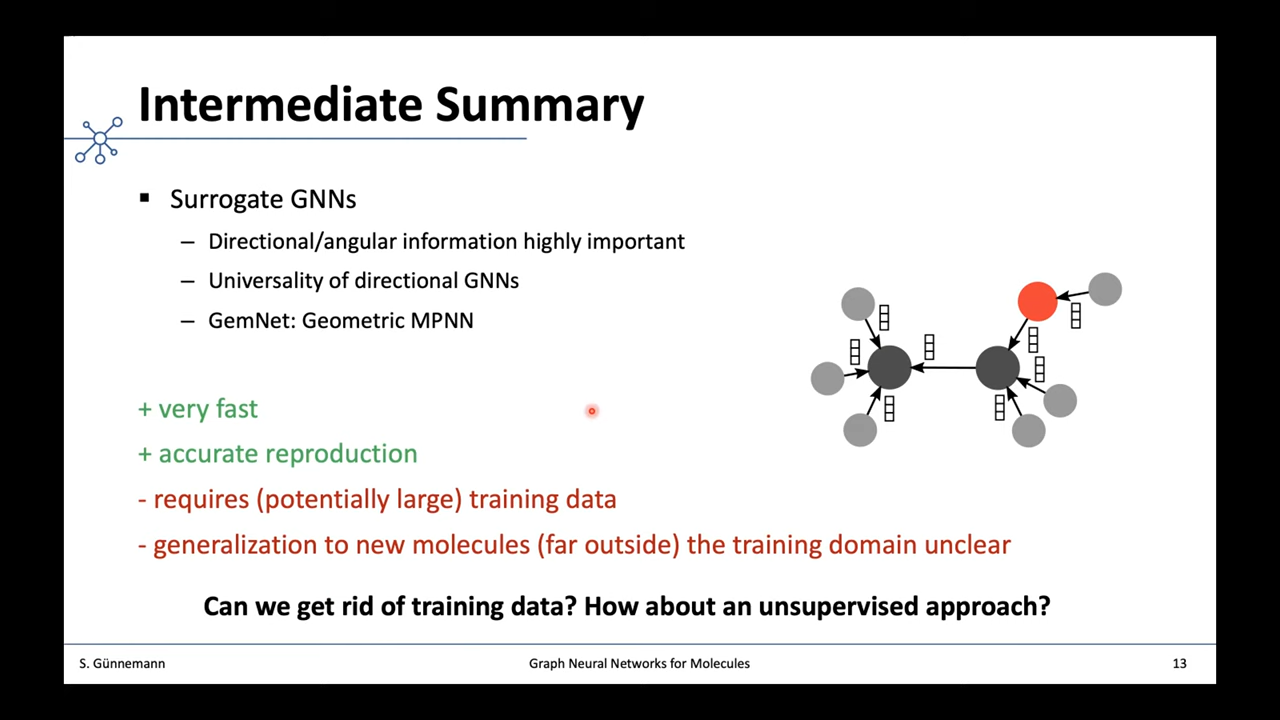 Intermediate Summary
▪ Surrogate GNNs
– Directional/angular information highly important
– Universality of directional GNNs
– GemNet: Geometric MPNN
+ very fast
+ accurate reproduction
- requires (potentially large) training data
- generalization to new molecules (far outside) the training domain unclear
Can we get rid of training data? How about an unsupervised approach?
S. Günnemann
Graph Neural Networks for Molecules
13